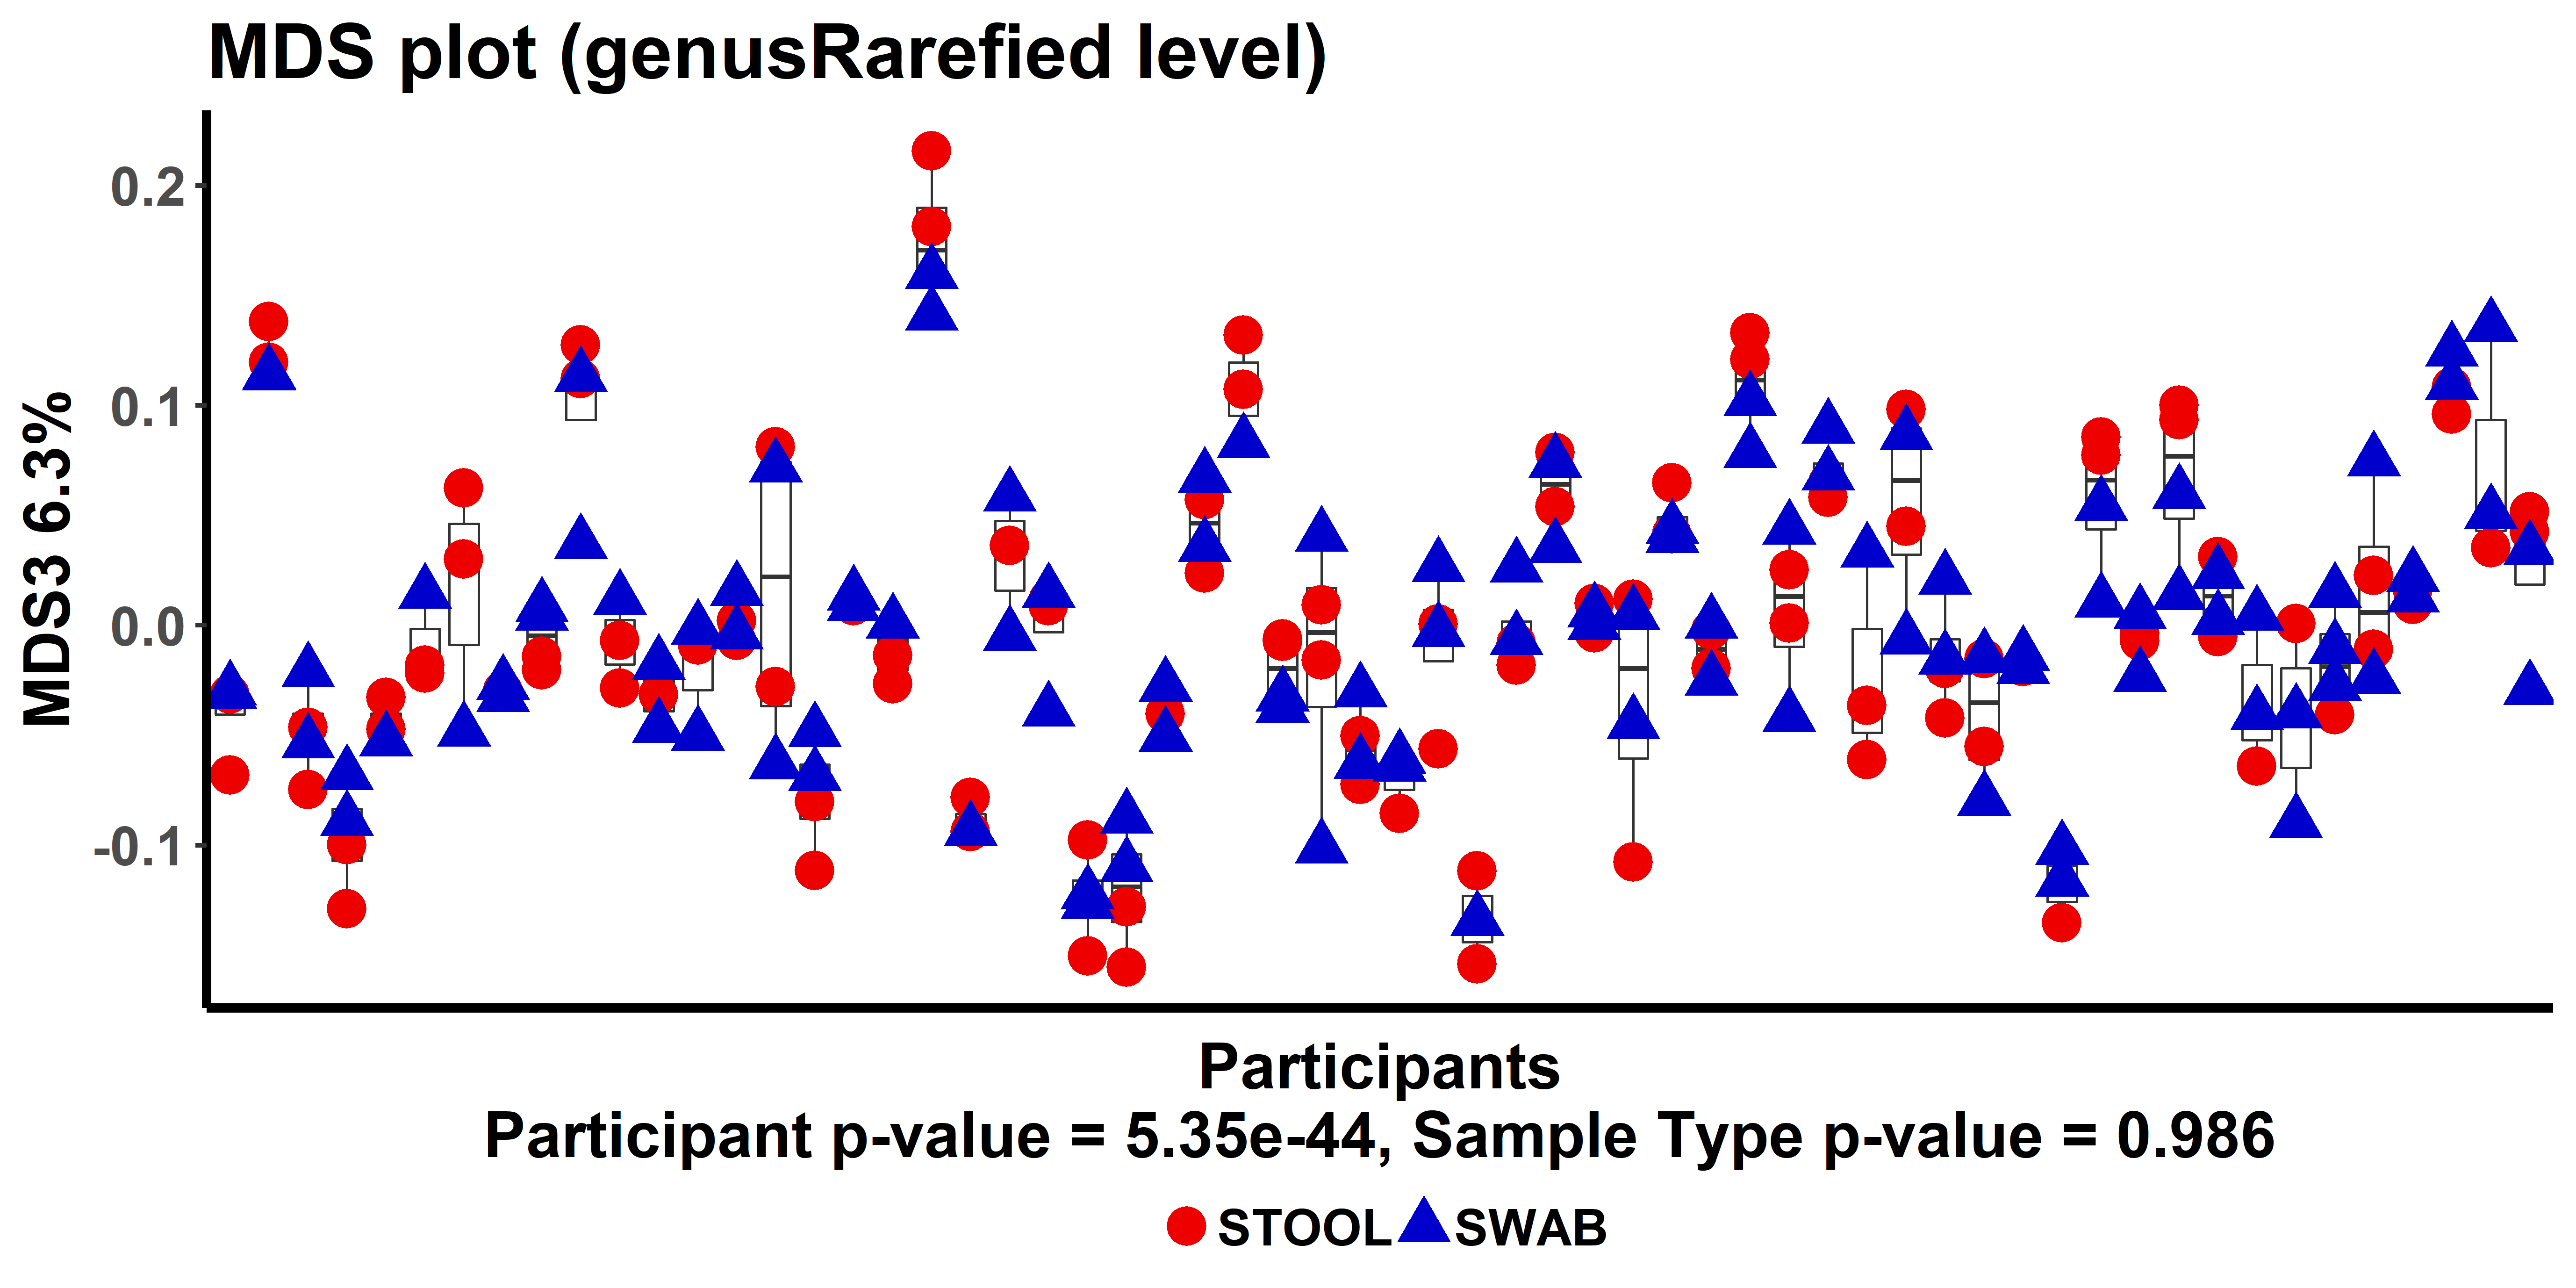 MDS plot (genusRarefied level)
MDS3 6.3%
0.2
0.1
0.0
-0.1
Participants
Participant p-value = 5.35e-44, Sample Type p-value = 0.986
STOOL SWAB